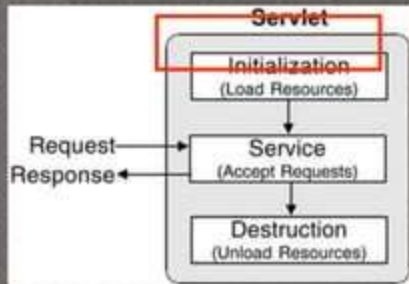 Servlet
Initialization
(Load Resources)
Request
Service
Response
(Accept Requests)
Destruction
(Unload Resources)